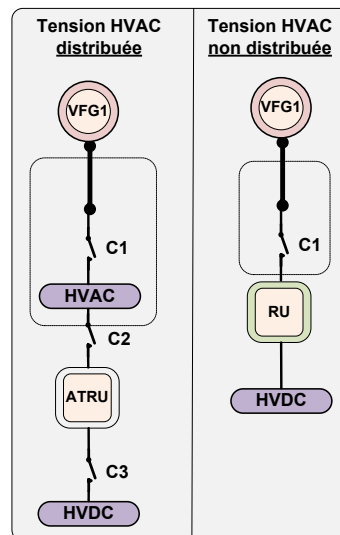 Tension HVAC
distribuée
VFG1
C1
HVAC
C2
ATRU
C3
HVDC
Tension HVAC
non distribuée
VFG1
C1
RU
HVDC